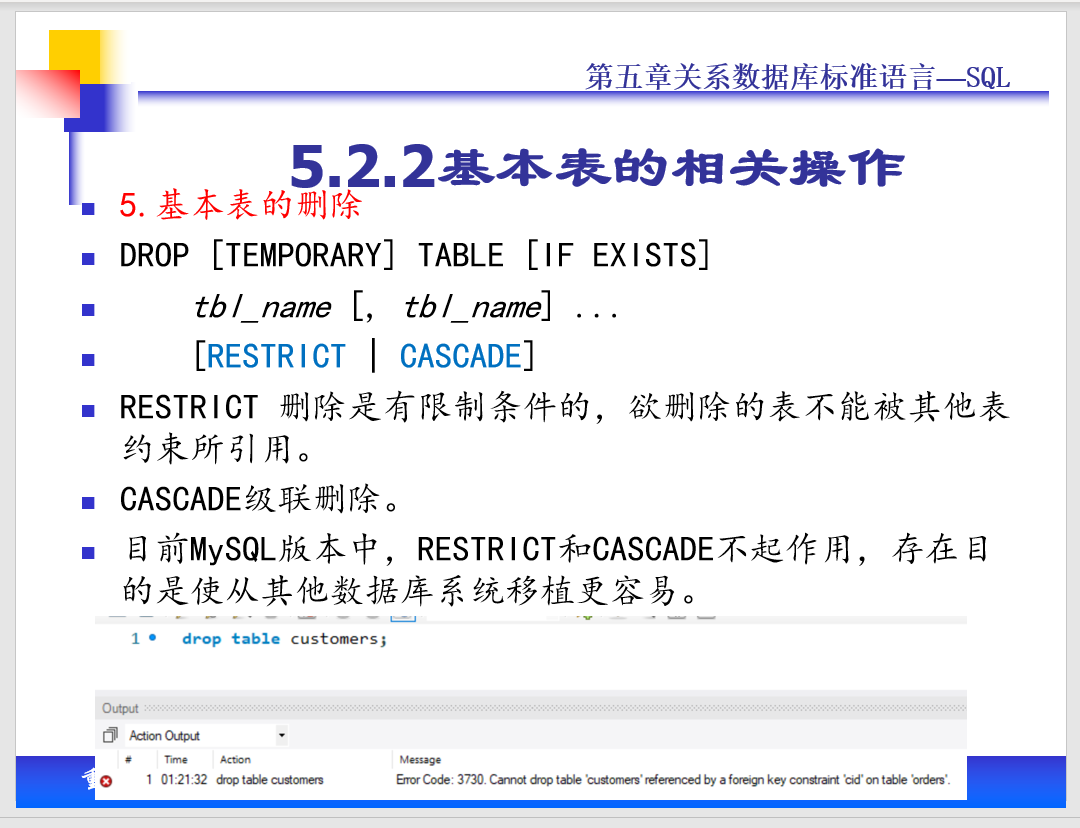 第五章关系数据库标准语言—SQL
5.2.2基本表的相关操作
5.基本表的删除
DROP [TEMPORARY] TABLE [IF EXISTS]
tbl_name [, tbl_name] ...
[RESTRICT | CASCADE]
RESTRICT 删除是有限制条件的，欲删除的表不能被其他表
约束所引用。
CASCADE级联删除。
目前MySQL版本中，RESTRICT和CASCADE不起作用，存在目
的是使从其他数据库系统移植更容易。
1 drop table customers;
Output
Action Output
# Time Action Message
1 01:21:32 drop table customers Error Code: 3730. Cannot drop table 'customers' referenced by a foreign key constraint 'cid' on table 'orders'.